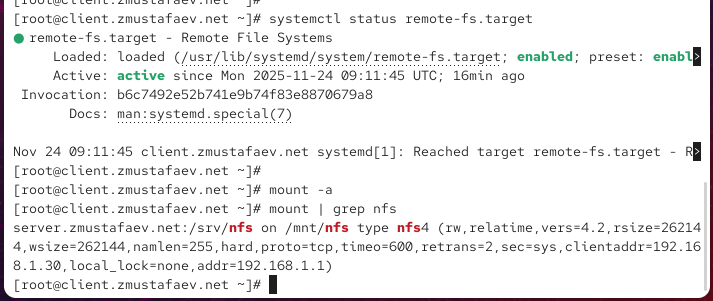 [root@client.zmustafaev.net ~]#
[root@client.zmustafaev.net ~]# systemctl status remote-fs.target
● remote-fs.target - Remote File Systems
     Loaded: loaded (/usr/lib/systemd/system/remote-fs.target; enabled; preset: enabl>
     Active: active since Mon 2025-11-24 09:11:45 UTC; 16min ago
 Invocation: b6c7492e52b741e9b74f83e8870679a8
       Docs: man:systemd.special(7)

Nov 24 09:11:45 client.zmustafaev.net systemd[1]: Reached target remote-fs.target - R>
[root@client.zmustafaev.net ~]#
[root@client.zmustafaev.net ~]# mount -a
[root@client.zmustafaev.net ~]# mount | grep nfs
server.zmustafaev.net:/srv/nfs on /mnt/nfs type nfs4 (rw,relatime,vers=4.2,rsize=26214
4,wsize=262144,namlen=255,hard,proto=tcp,timeo=600,retrans=2,sec=sys,clientaddr=192.16
8.1.30,local_lock=none,addr=192.168.1.1)
[root@client.zmustafaev.net ~]#